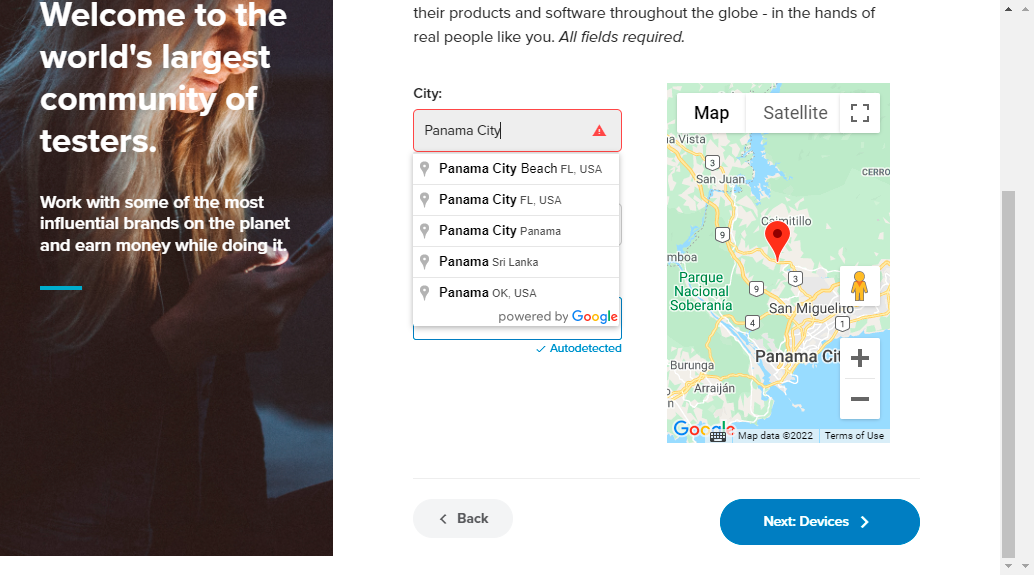 Welcome to the
world's largest
community of
testers.
Work with some of the most
influential brands on the planet
and earn money while doing it.
their products and software throughout the globe - in the hands of
real people like you. All fields required.
City:
Panama City
Panama City Beach FL, USA
Panama City FL, USA
Panama City Panama
Panama Sri Lanka
Panama OK, USA
powered by Google
Autodetected
Map Satellite
a Vista
3
San Juan
CERRO
Caimitillo
9
mboa
3
Parque
Nacional
Soberanía
9
San Miguelito
4
1
Panama Cit
Burunga
Arraiján
n
Google
Map data ©2022 Terms of Use
Back
Next: Devices